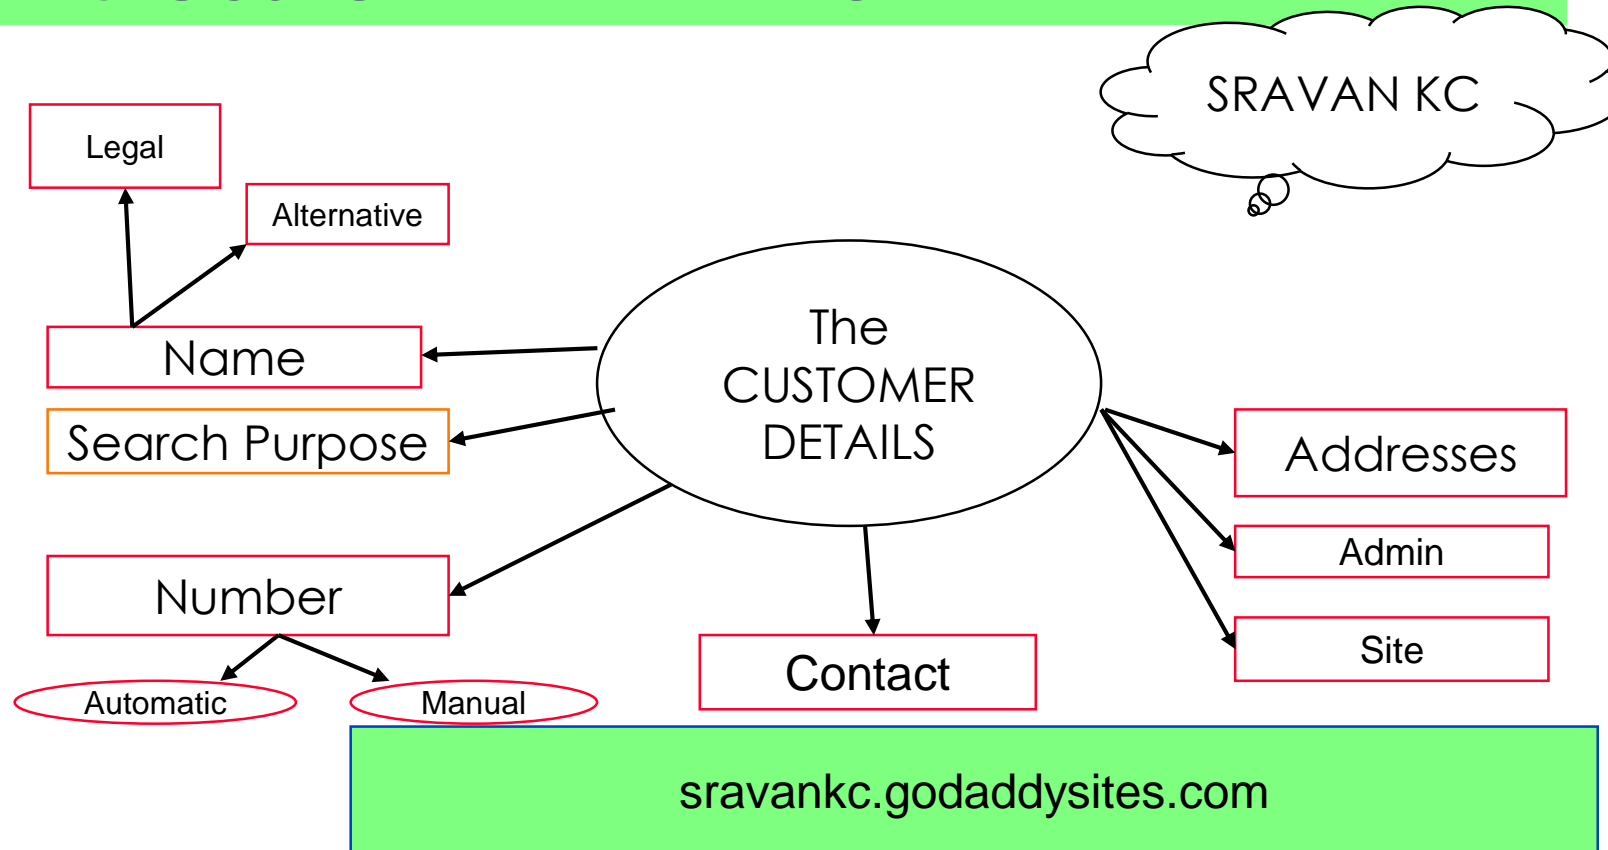 SRAVAN KC
Legal
Alternative
The
CUSTOMER
DETAILS
Name
Search Purpose
Addresses
Admin
Number
Site
Contact
Automatic
Manual
sravankc.godaddysites.com